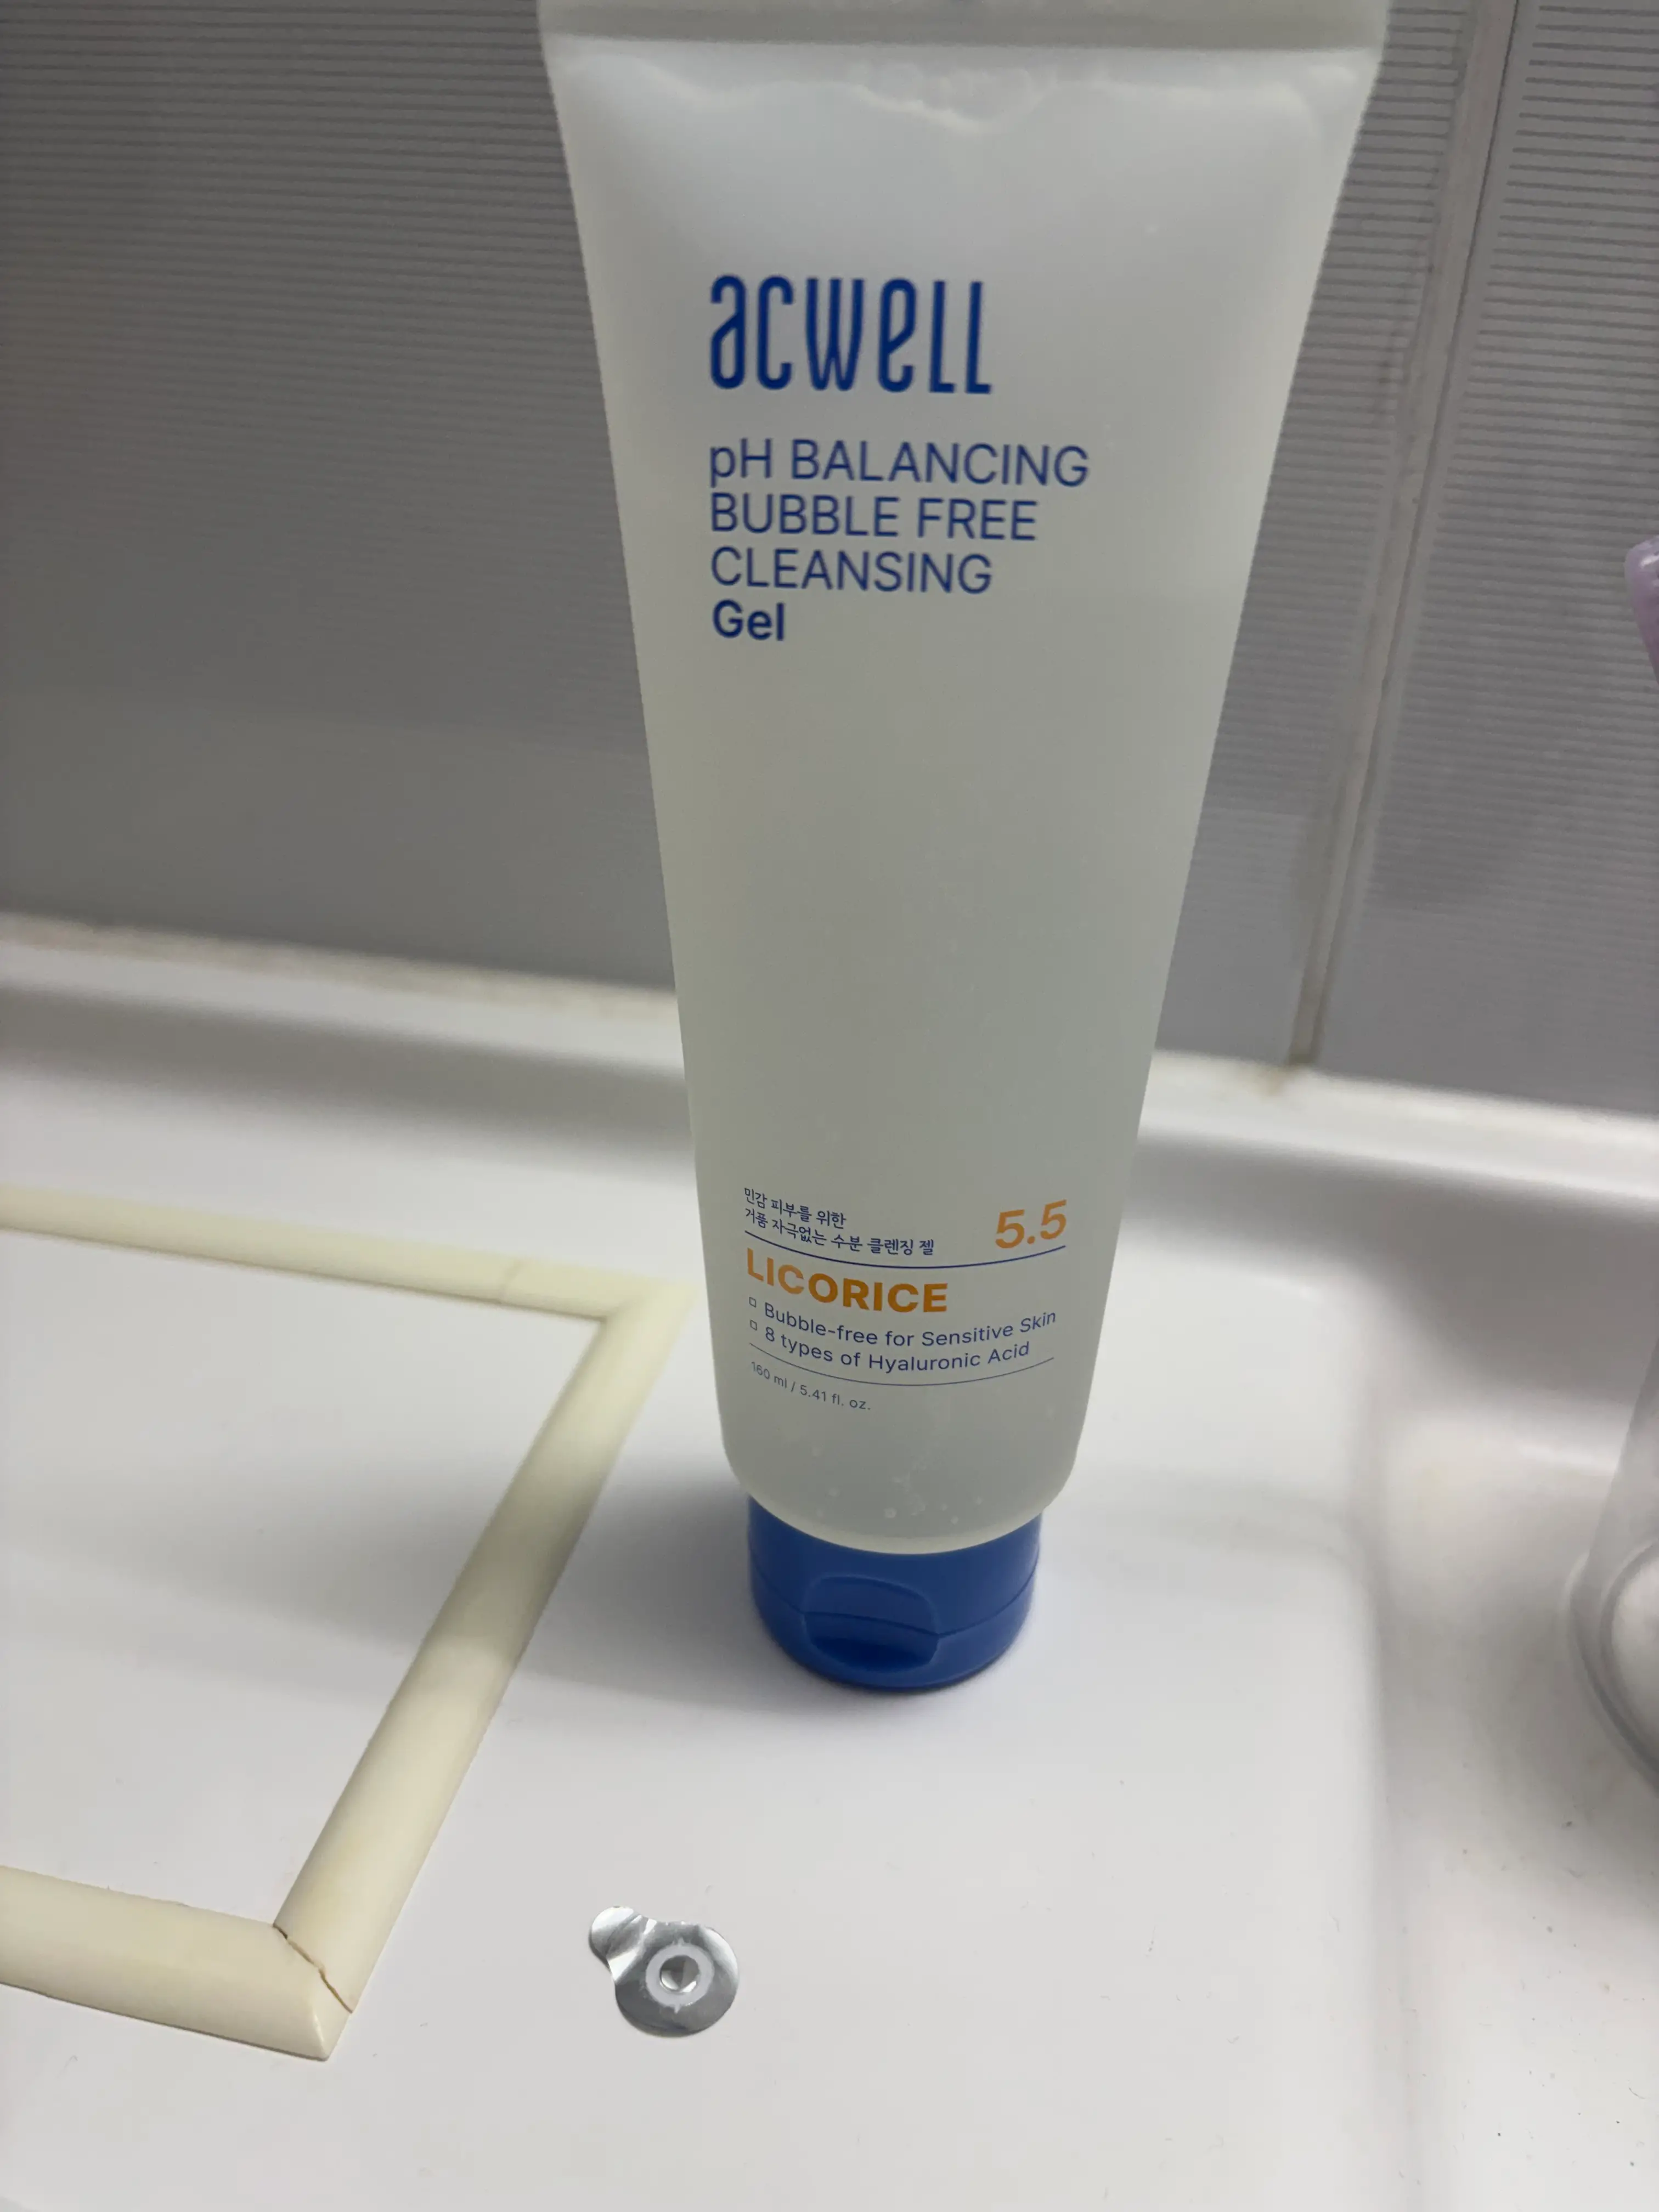 acwell
pH BALANCING
BUBBLE FREE
CLEANSING
Gel
민감 피부를 위한
거품 자극없는 수분 클렌징 젤
5.5
LICORICE
▫ Bubble-free for Sensitive Skin
▫ 8 types of Hyaluronic Acid
160 ml / 5.41 fl. oz.